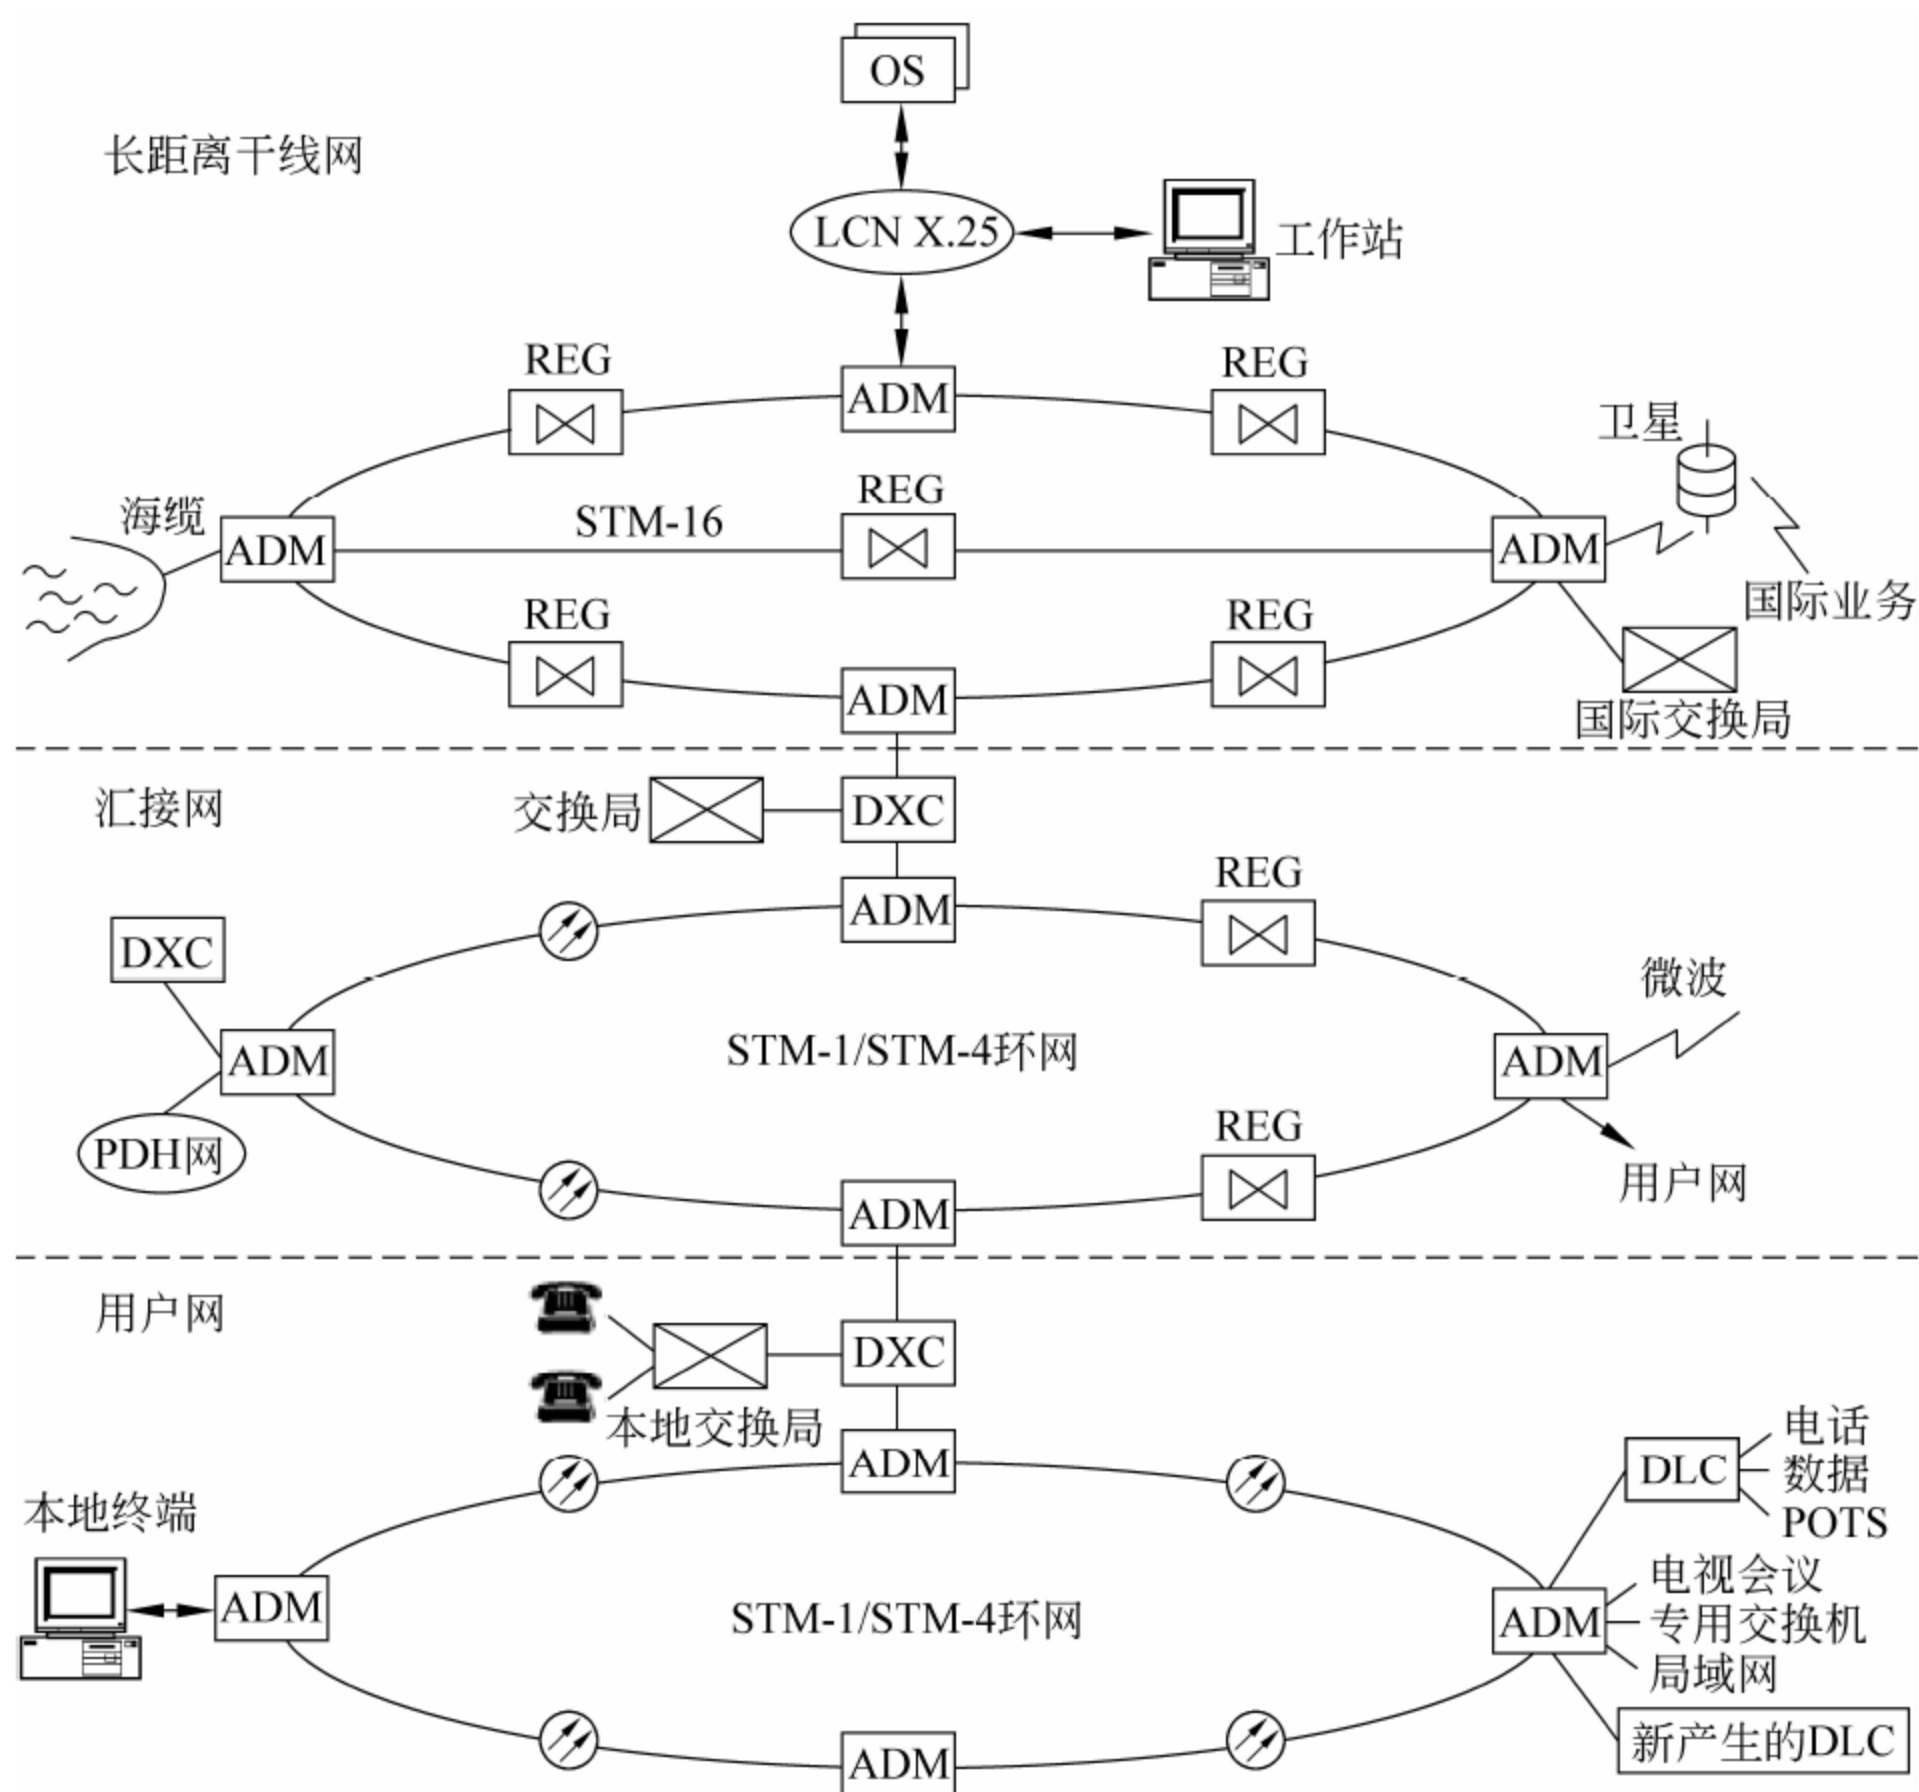 OS
长距离干线网
LCN X.25
工作站
REG
REG
ADM
卫星
海缆
STM-16
REG
ADM
ADM
国际业务
REG
REG
ADM
国际交换局
汇接网
交换局
DXC
REG
ADM
DXC
微波
STM-1/STM-4环网
ADM
ADM
REG
PDH网
用户网
ADM
用户网
DXC
本地交换局
ADM
电话
DLC
数据
POTS
本地终端
电视会议
ADM
STM-1/STM-4环网
ADM
专用交换机
局域网
新产生的DLC
ADM